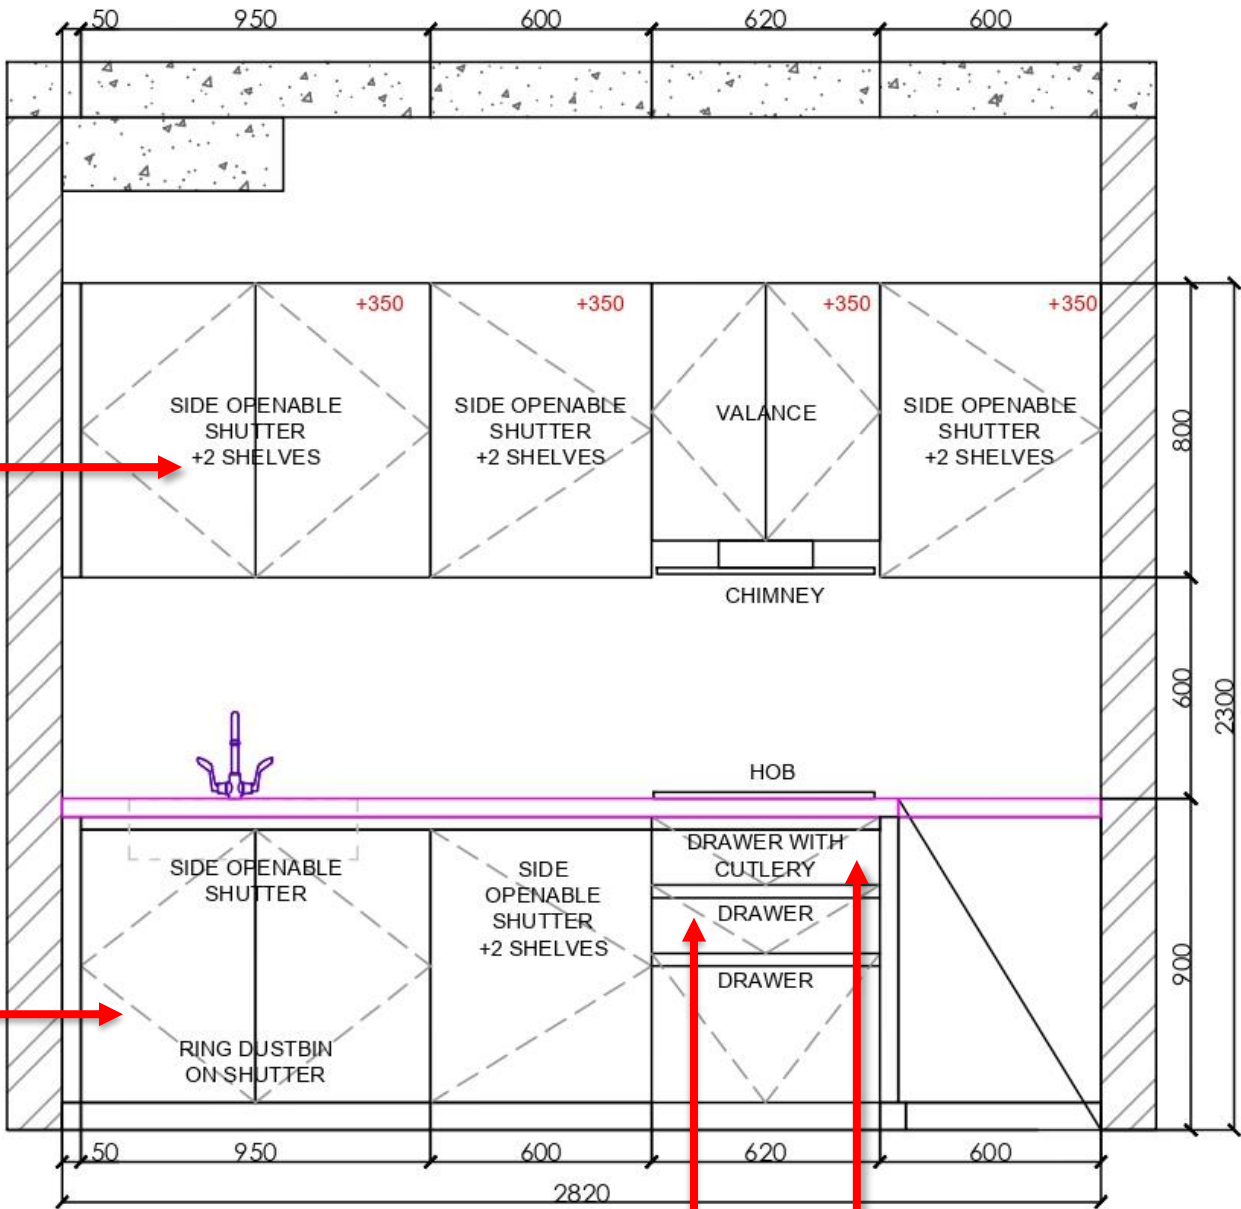 50 950 600 620 600
+350 +350 +350 +350
SIDE OPENABLE
SHUTTER
+2 SHELVES
SIDE OPENABLE
SHUTTER
+2 SHELVES
VALANCE
SIDE OPENABLE
SHUTTER
+2 SHELVES
800
CHIMNEY
600
2300
HOB
SIDE OPENABLE
SHUTTER
SIDE
OPENABLE
SHUTTER
+2 SHELVES
DRAWER WITH
CUTLERY
DRAWER
DRAWER
900
RING DUSTBIN
ON SHUTTER
50 950 600 620 600
2820